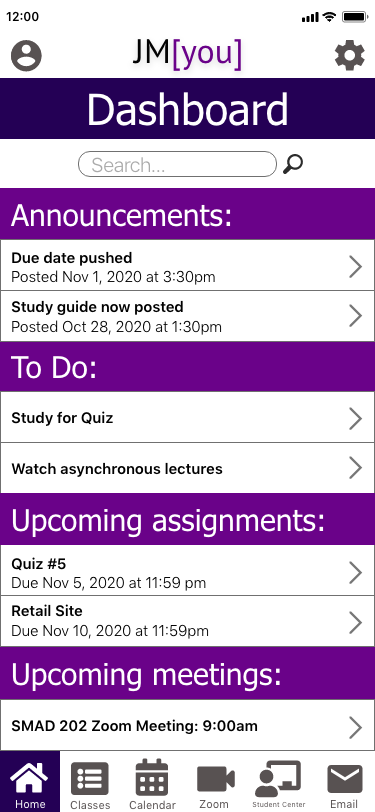 12:00
JM[you]
Dashboard
Search...
Announcements:
Due date pushed
Posted Nov 1, 2020 at 3:30pm
Study guide now posted
Posted Oct 28, 2020 at 1:30pm
To Do:
Study for Quiz
Watch asynchronous lectures
Upcoming assignments:
Quiz #5
Due Nov 5, 2020 at 11:59 pm
Retail Site
Due Nov 10, 2020 at 11:59pm
Upcoming meetings:
SMAD 202 Zoom Meeting: 9:00am
Home Classes Calendar Zoom Student Center Email